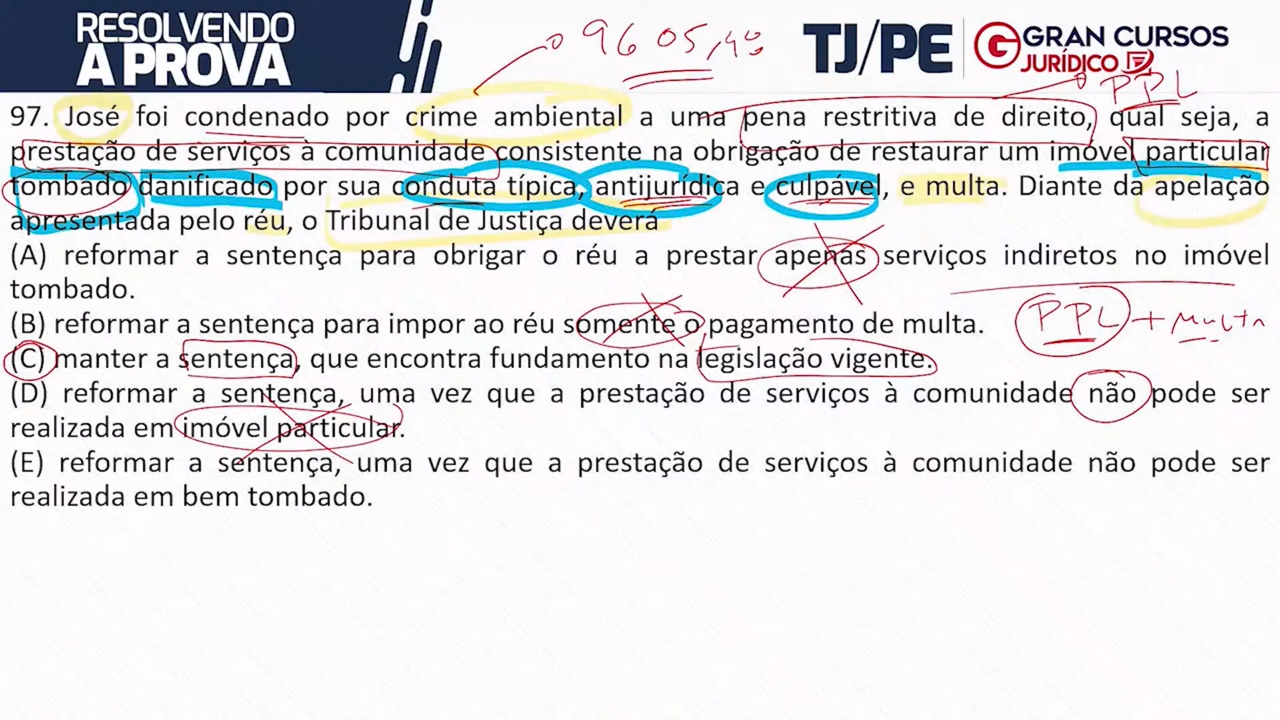 RESOLVENDO
A PROVA
9605,98
TJ/PE
GRAN CURSOS
JURÍDICO
PPL
97. José foi condenado por crime ambiental a uma pena restritiva de direito, qual seja, a
prestação de serviços à comunidade consistente na obrigação de restaurar um imóvel particular
tombado danificado por sua conduta típica, antijurídica e culpável, e multa. Diante da apelação
apresentada pelo réu, o Tribunal de Justiça deverá
(A) reformar a sentença para obrigar o réu a prestar apenas serviços indiretos no imóvel
tombado.
(B) reformar a sentença para impor ao réu somente o pagamento de multa.
PPL + multa
(C) manter a sentença, que encontra fundamento na legislação vigente.
(D) reformar a sentença, uma vez que a prestação de serviços à comunidade não pode ser
realizada em imóvel particular.
(E) reformar a sentença, uma vez que a prestação de serviços à comunidade não pode ser
realizada em bem tombado.